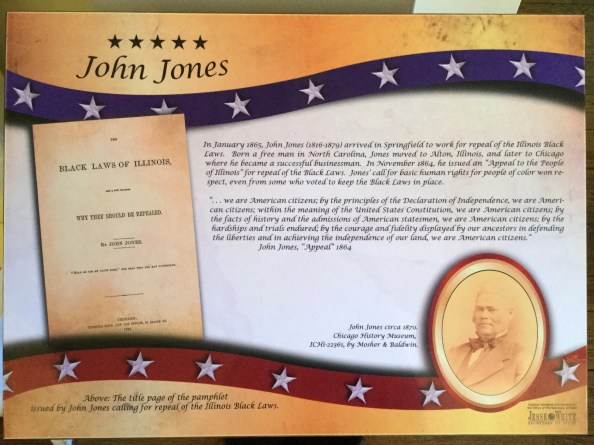 John Jones
THE
BLACK LAWS OF ILLINOIS,
AND A FEW REASONS
WHY THEY SHOULD BE REPEALED.
By JOHN JONES.
CHICAGO:
In January 1865, John Jones (1816-1879) arrived in Springfield to work for repeal of the Illinois Black
Laws. Born a free man in North Carolina, Jones moved to Alton, Illinois, and later to Chicago
where he became a successful businessman. In November 1864, he issued an "Appeal to the People
of Illinois" for repeal of the Black Laws. Jones' call for basic human rights for people of color won re-
spect, even from some who voted to keep the Black Laws in place.
". . . we are American citizens; by the principles of the Declaration of Independence, we are Ameri-
can citizens; within the meaning of the United States Constitution, we are American citizens; by
the facts of history and the admissions of American statesmen, we are American citizens; by the
hardships and trials endured; by the courage and fidelity displayed by our ancestors in defending
the liberties and in achieving the independence of our land, we are American citizens."
John Jones, "Appeal" 1864
John Jones circa 1870.
Chicago History Museum,
ICHi-22361, by Mosher & Baldwin.
Above: The title page of the pamphlet
issued by John Jones calling for repeal of the Illinois Black Laws.
JESSE WHITE
SECRETARY OF STATE